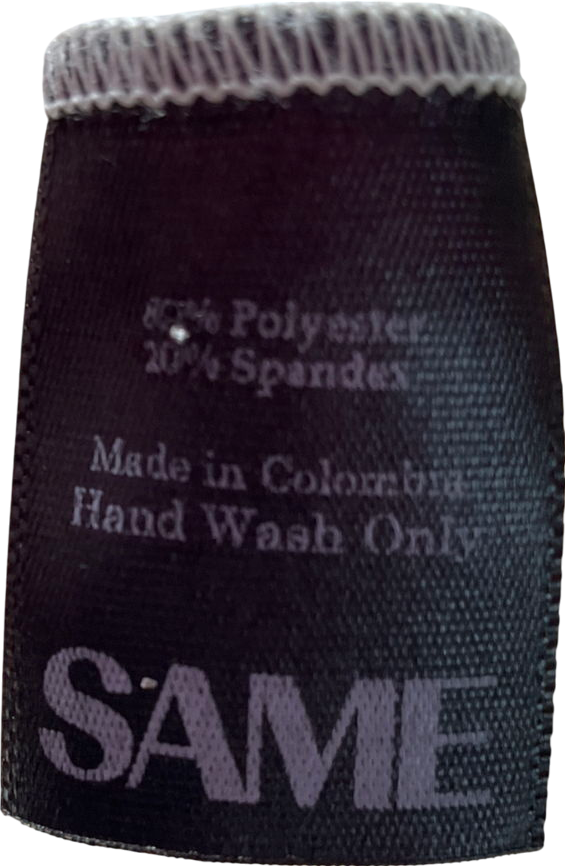 80% Polyester
20% Spandex
Made in Colombia
Hand Wash Only
SAME